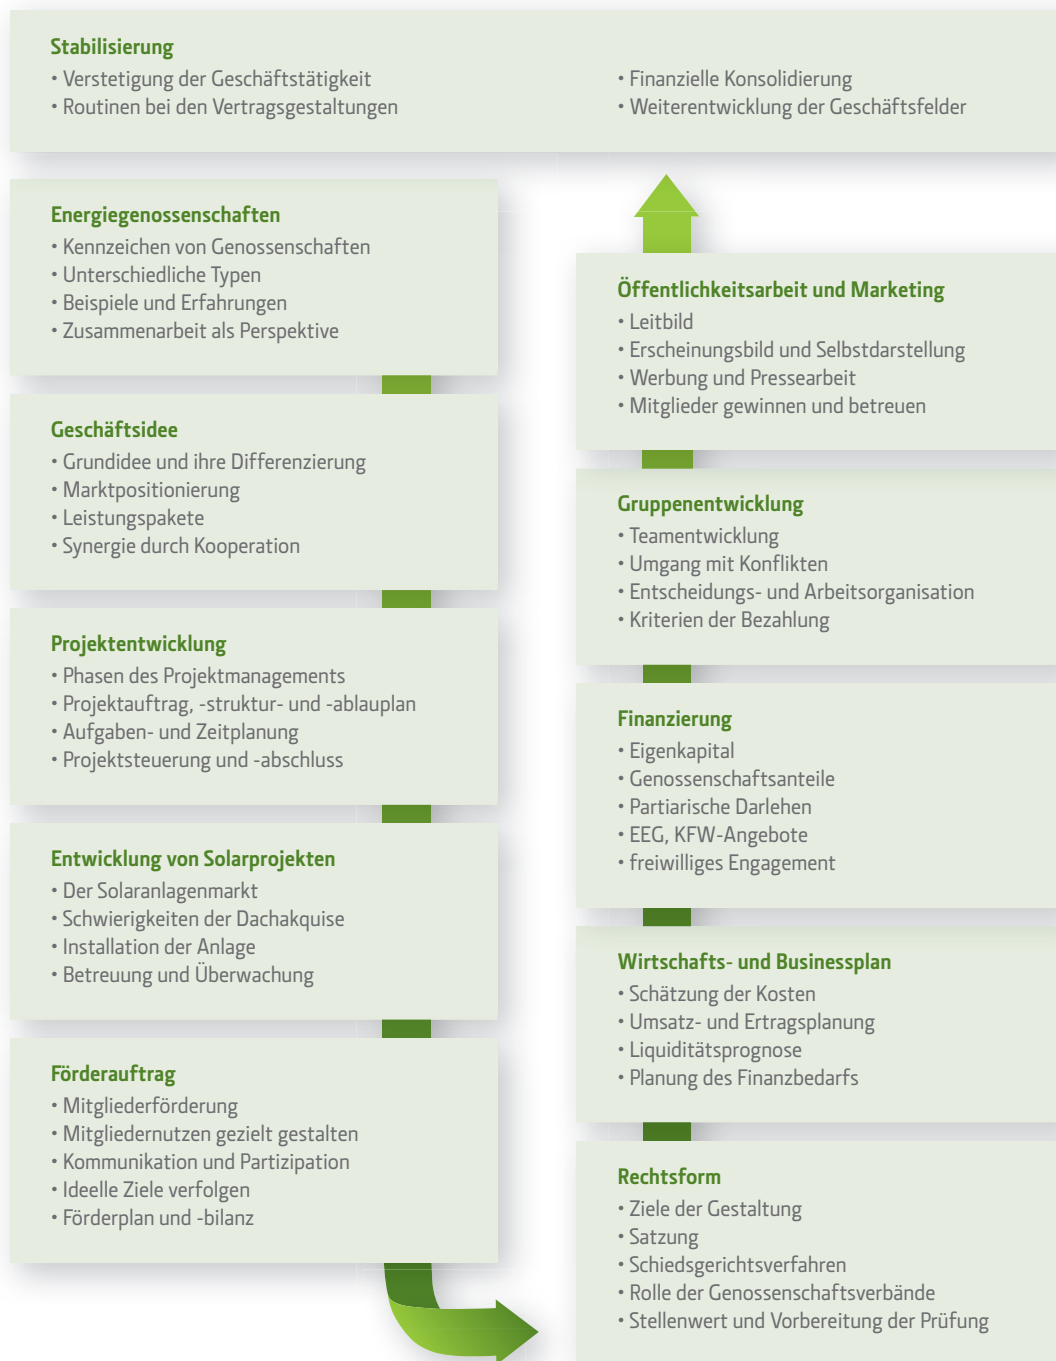 Stabilisierung
• Verstetigung der Geschäftstätigkeit
• Routinen bei den Vertragsgestaltungen
• Finanzielle Konsolidierung
• Weiterentwicklung der Geschäftsfelder
Energiegenossenschaften
• Kennzeichen von Genossenschaften
• Unterschiedliche Typen
• Beispiele und Erfahrungen
• Zusammenarbeit als Perspektive
Geschäftsidee
• Grundidee und ihre Differenzierung
• Marktpositionierung
• Leistungspakete
• Synergie durch Kooperation
Projektentwicklung
• Phasen des Projektmanagements
• Projektauftrag, -struktur- und -ablauplan
• Aufgaben- und Zeitplanung
• Projektsteuerung und -abschluss
Entwicklung von Solarprojekten
• Der Solaranlagenmarkt
• Schwierigkeiten der Dachakquise
• Installation der Anlage
• Betreuung und Überwachung
Förderauftrag
• Mitgliederförderung
• Mitgliedernutzen gezielt gestalten
• Kommunikation und Partizipation
• Ideelle Ziele verfolgen
• Förderplan und -bilanz
Öffentlichkeitsarbeit und Marketing
• Leitbild
• Erscheinungsbild und Selbstdarstellung
• Werbung und Pressearbeit
• Mitglieder gewinnen und betreuen
Gruppenentwicklung
• Teamentwicklung
• Umgang mit Konflikten
• Entscheidungs- und Arbeitsorganisation
• Kriterien der Bezahlung
Finanzierung
• Eigenkapital
• Genossenschaftsanteile
• Partiarische Darlehen
• EEG, KFW-Angebote
• freiwilliges Engagement
Wirtschafts- und Businessplan
• Schätzung der Kosten
• Umsatz- und Ertragsplanung
• Liquiditätsprognose
• Planung des Finanzbedarfs
Rechtsform
• Ziele der Gestaltung
• Satzung
• Schiedsgerichtsverfahren
• Rolle der Genossenschaftsverbände
• Stellenwert und Vorbereitung der Prüfung